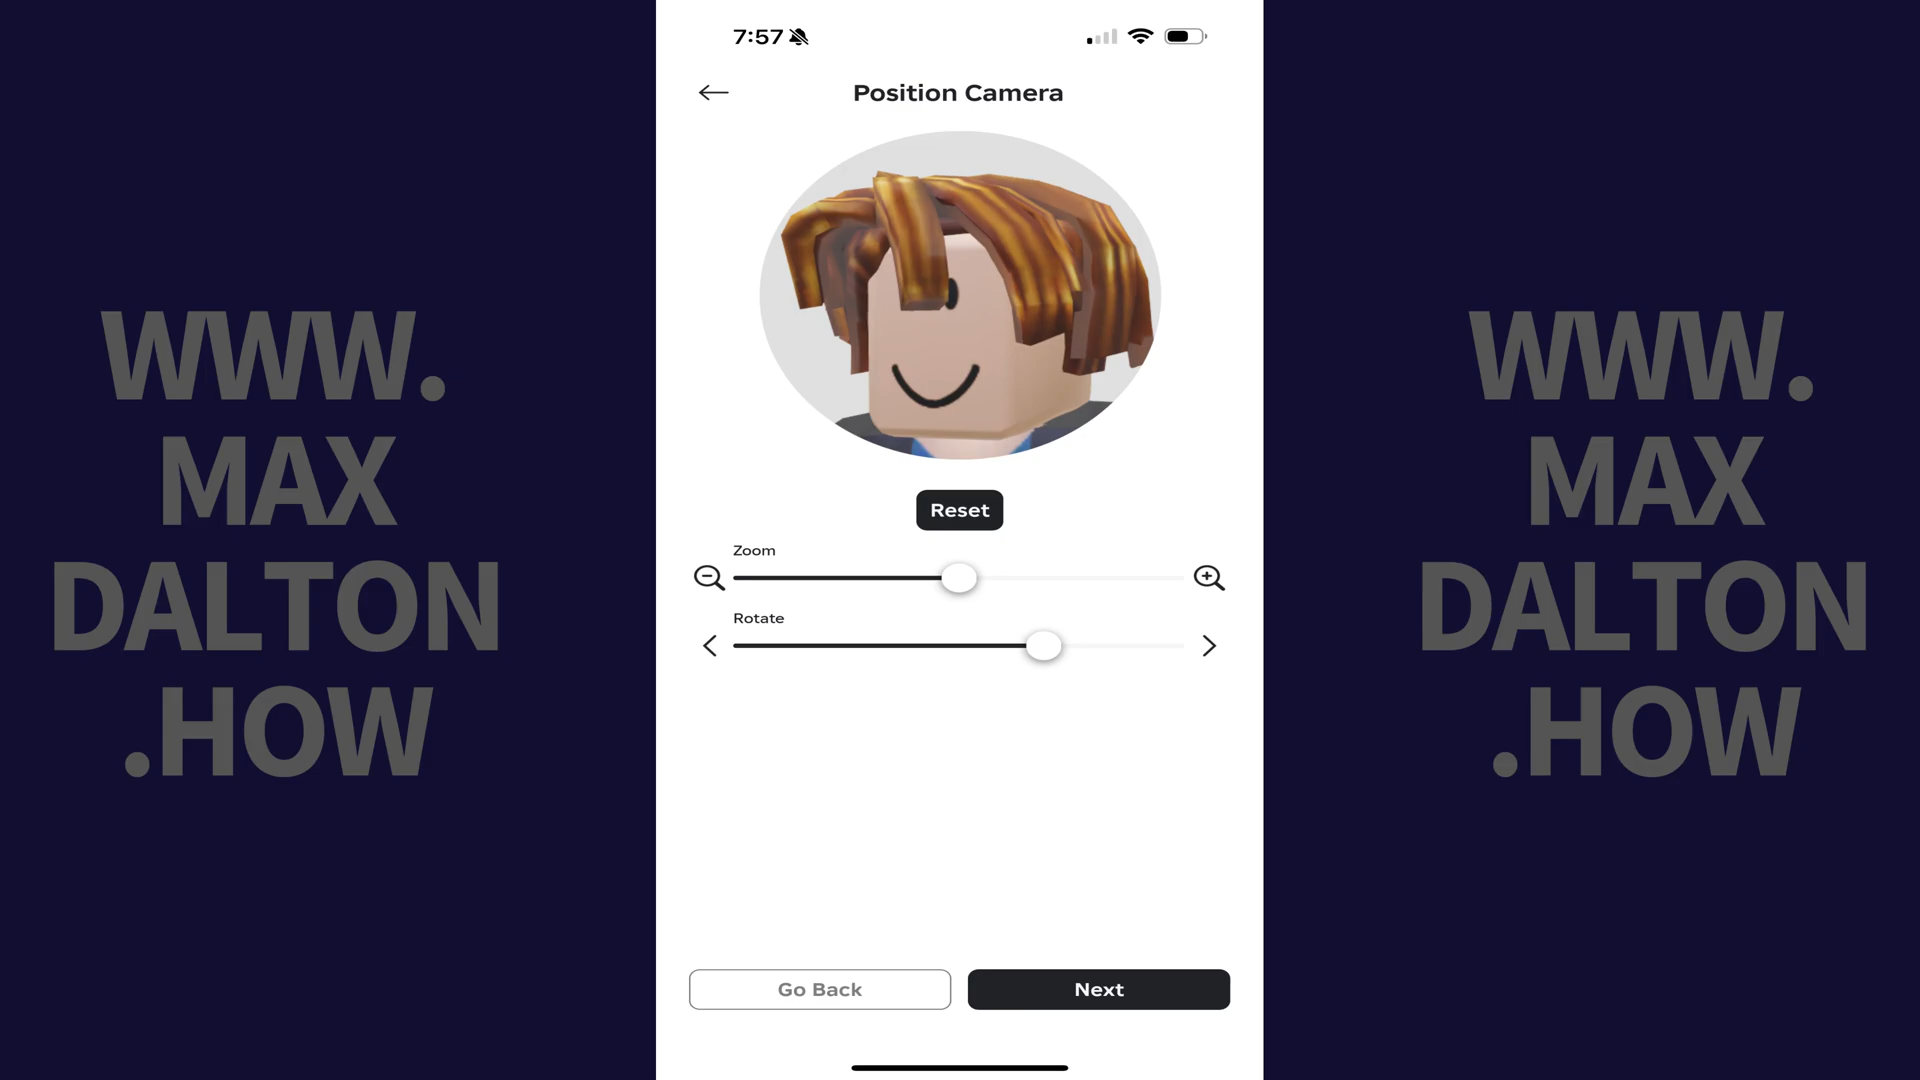 WWW.
MAX
DALTON
.HOW
7:57
Position Camera
Reset
Zoom
Rotate
Go Back
Next
WWW.
MAX
DALTON
.HOW